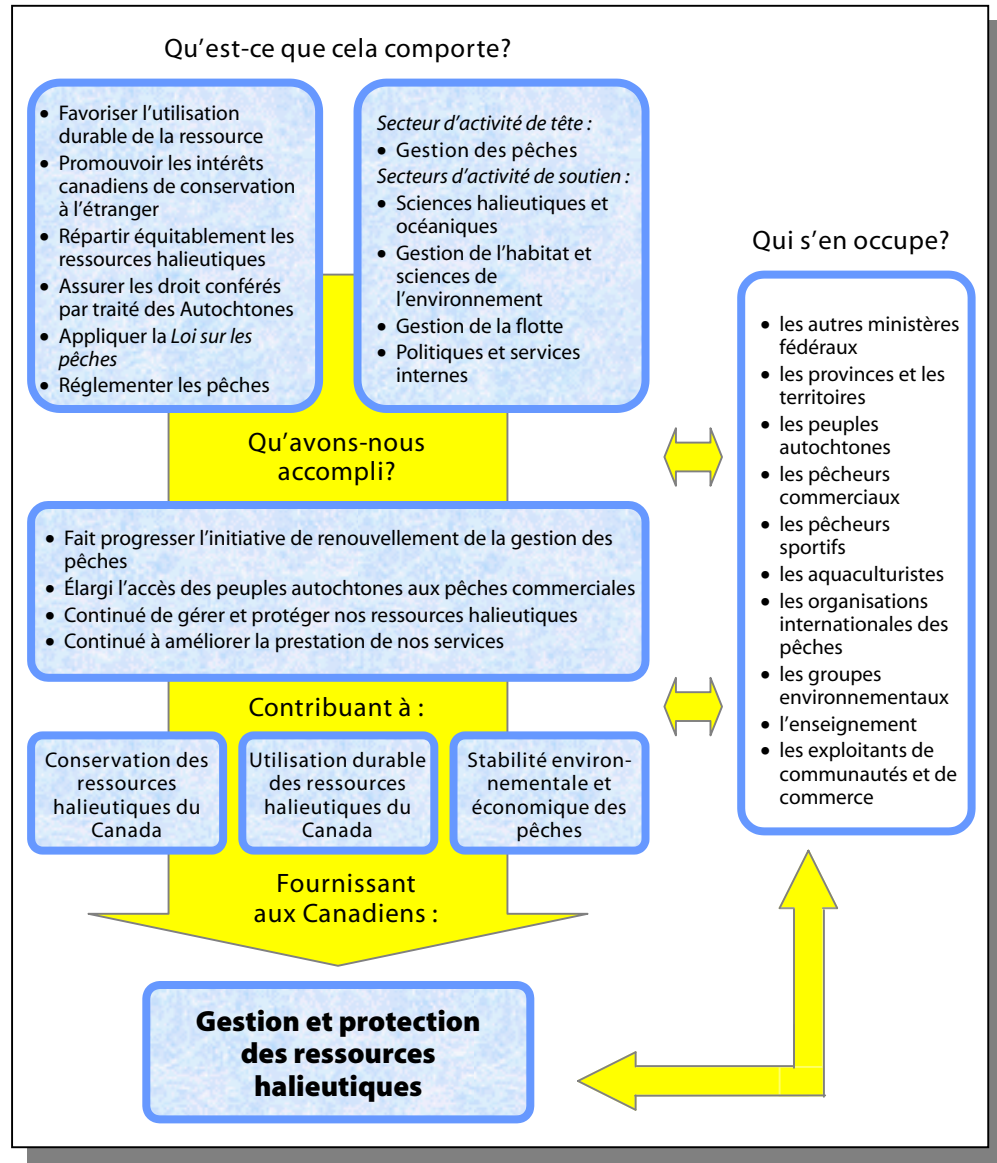 Qu'est-ce que cela comporte?
• Favoriser l'utilisation
durable de la ressource
• Promouvoir les intérêts
canadiens de conservation
à l'étranger
• Répartir équitablement les
ressources halieutiques
• Assurer les droit conférés
par traité des Autochtones
• Appliquer la Loi sur les
pêches
• Réglementer les pêches
Secteur d'activité de tête :
• Gestion des pêches
Secteurs d'activité de soutien :
• Sciences halieutiques et
océaniques
• Gestion de l'habitat et
sciences de
l'environnement
• Gestion de la flotte
• Politiques et services
internes
Qui s'en occupe?
• les autres ministères
fédéraux
• les provinces et les
territoires
• les peuples
autochtones
• les pêcheurs
commerciaux
• les pêcheurs
sportifs
• les aquaculturistes
• les organisations
internationales des
pêches
• les groupes
environnementaux
• l'enseignement
• les exploitants de
communautés et de
commerce
Qu'avons-nous
accompli?
• Fait progresser l'initiative de renouvellement de la gestion des
pêches
• Élargi l'accès des peuples autochtones aux pêches commerciales
• Continué de gérer et protéger nos ressources halieutiques
• Continué à améliorer la prestation de nos services
Contribuant à :
Conservation des
ressources
halieutiques du
Canada
Utilisation durable
des ressources
halieutiques du
Canada
Stabilité environ-
nementale et
économique des
pêches
Fournissant
aux Canadiens :
Gestion et protection
des ressources
halieutiques